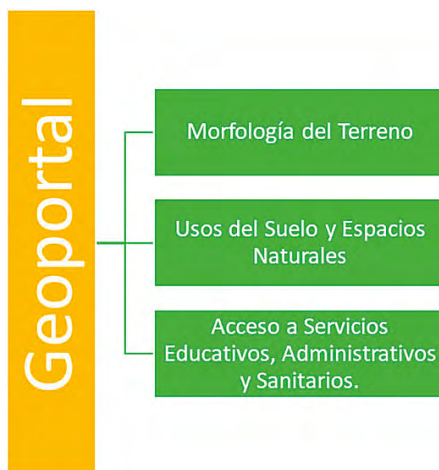 Geoportal
Morfología del Terreno
Usos del Suelo y Espacios
Naturales
Acceso a Servicios
Educativos, Administrativos
y Sanitarios.